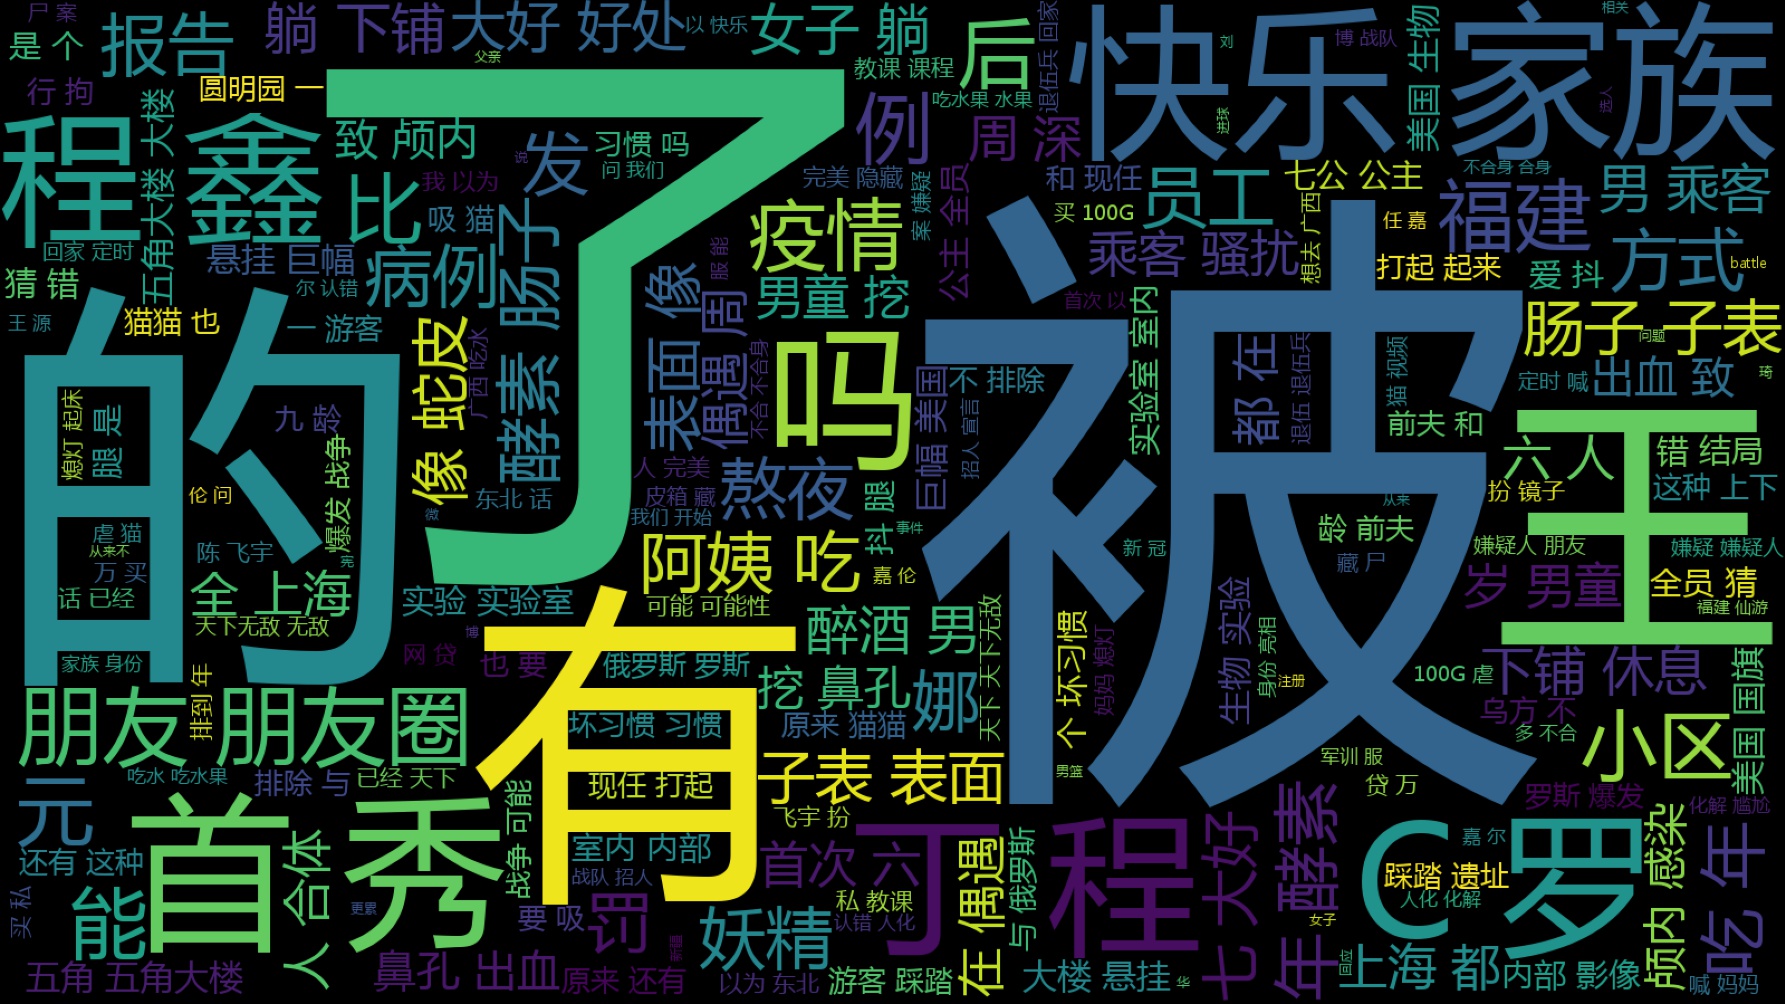 尸 案
是 个
报告
躺 下铺
大好 好处
以 快乐
女子 躺
后
快乐 家族
相关
父亲
教课 课程
刘
博 战队
美国 生物
行 拘
圆明园 一
了
吃水果 水果
退伍兵 回家
进球
选人
五角大楼 大楼
程 鑫
致 颅内
发
习惯 吗
问 我们
例
周 深
比
我 以为
完美 隐藏
和 现任
员工
七公 公主
不合身 合身
男 乘客
吸 猫
疫情
案 嫌疑
公主 全员
买 100G
想去 广西
任 嘉
福建
回家 定时
悬挂 巨幅
病例
服 能
乘客 骚扰
打起 起来
爱 抖
方式
battle
猜 错
尔 认错
酵素 肠子
表面 像
男童 挖
首次 以
王 源
猫猫 也
一 游客
像 蛇皮
广西 吃水
偶遇 周
不合 不合身
吗
实验室 室内
被
都 在
退伍 退伍兵
猫 视频
肠子 子表
问题
的
熄灯 起床
腿 是
九 龄
巨幅 美国
不 排除
招人 宣言
定时 喊
出血 致
琦
前夫 和
王
六 人
错 结局
爆发 战争
人 完美
熬夜
皮箱 藏
伦 问
东北 话
微
我们 开始
抖 腿
事件
从来
扮 镜子
这种 上下
虐 猫
从来不
陈 飞宇
阿姨 吃
新 冠
龄 前夫
藏 尸
嫌疑人 朋友
嫌疑 嫌疑人
万 买
嘉 伦
话 已经
全 上海
实验 实验室
可能 可能性
岁 男童
全员 猜
福建 仙游
天下无敌 无敌
有
醉酒 男
天下 天下无敌
个 坏习惯
妈妈 熄灯
生物 实验
身份 亮相
家族 身份
网 贷
博
也 要
俄罗斯 罗斯
挖 鼻孔
娜
注册
100G 虐
下铺 休息
美国 国旗
朋友 朋友圈
排到 年
坏习惯 习惯
原来 猫猫
乌方 不
多 不合
小区
吃水 吃水果
排除 与
已经 天下
现任 打起
子表 表面
男篮
军训 服
贷 万
元
首秀
人 合体
战争 可能
飞宇 扮
罗斯 爆发
化解 尴尬
还有 这种
室内 内部
首次 六
丁 程
在 偶遇
与 俄罗斯
七 大好
年 酵素
C 罗
嘉 尔
颅内 感染
吃 年
战队 招人
踩踏 遗址
人化 化解
买 私
能
更累
要 吸
罚
妖精
私 教课
认错 人化
女子
五角 五角大楼
鼻孔 出血
原来 还有
以为 东北
游客 踩踏
大楼 悬挂
华
回应
上海 都
内部 影像
喊 妈妈